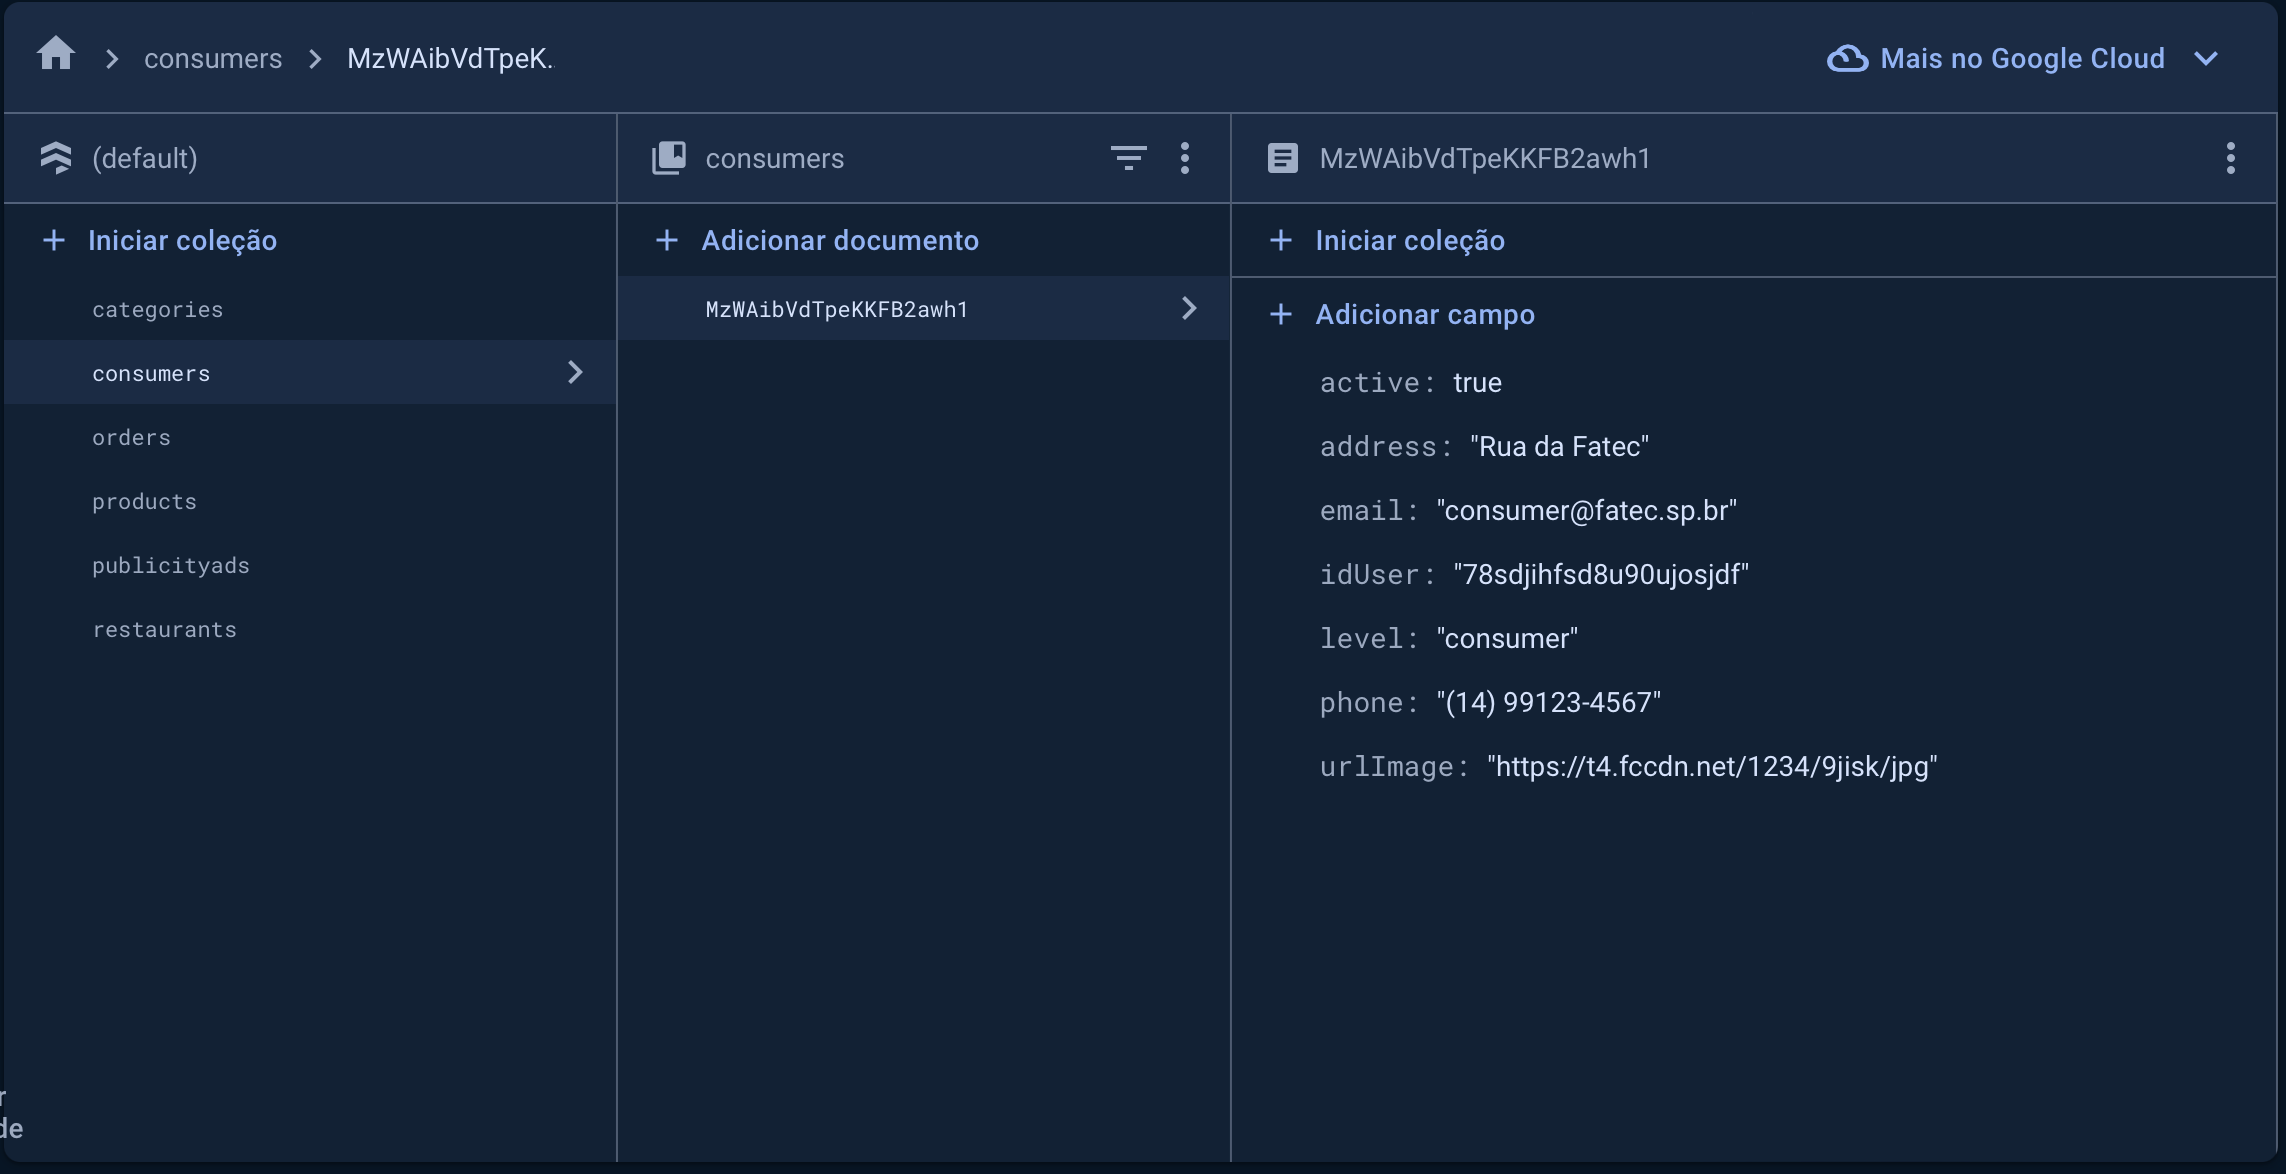 consumers
MzWAibVdTpeK..
Mais no Google Cloud
(default)
consumers
MzWAibVdTpeKKFB2awh1
Iniciar coleção
Adicionar documento
Iniciar coleção
categories
consumers
orders
products
publicityads
restaurants
MzWAibVdTpeKKFB2awh1
Adicionar campo
active: true
address: "Rua da Fatec"
email: "consumer@fatec.sp.br"
idUser: "78sdjihfsd8u90ujosjdf"
level: "consumer"
phone: "(14) 99123-4567"
urlImage: "https://t4.fccdn.net/1234/9jisk/jpg"
r
de